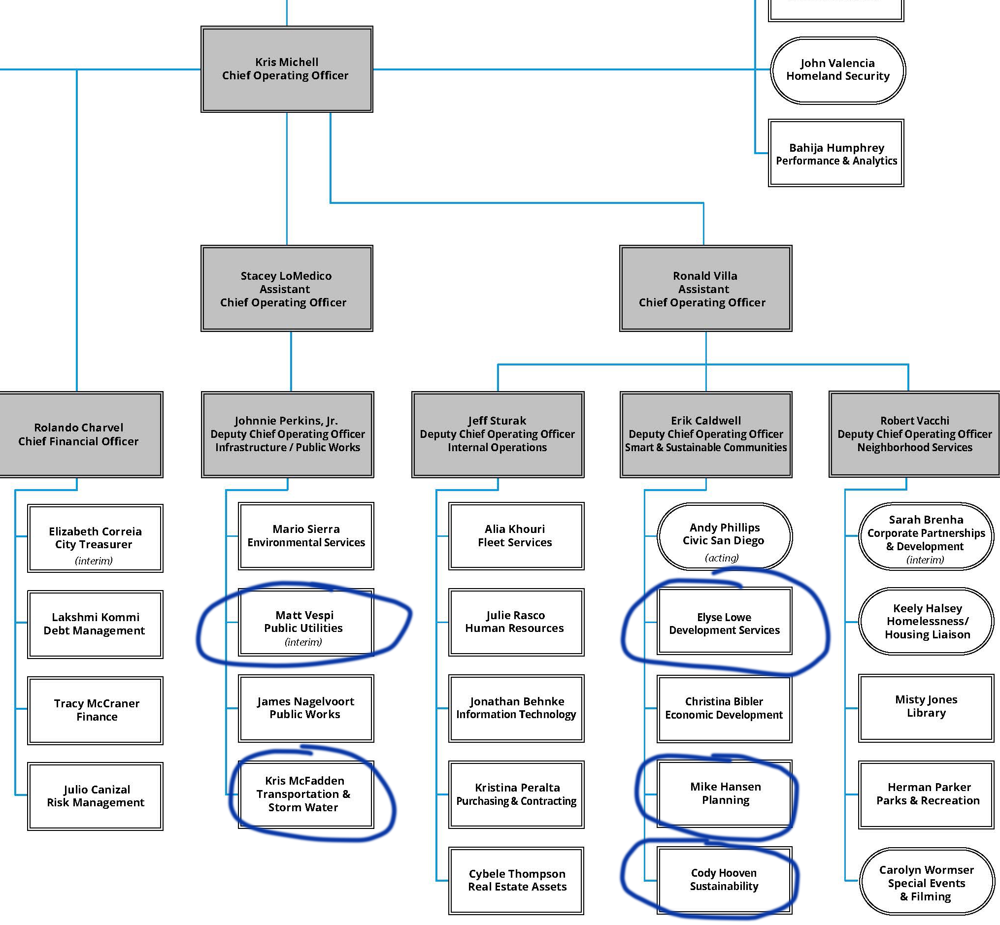 Kris Michell
Chief Operating Officer
John Valencia
Homeland Security
Bahija Humphrey
Performance & Analytics
Stacey LoMedico
Assistant
Chief Operating Officer
Ronald Villa
Assistant
Chief Operating Officer
Rolando Charvel
Chief Financial Officer
Johnnie Perkins, Jr.
Deputy Chief Operating Officer
Infrastructure / Public Works
Jeff Sturak
Deputy Chief Operating Officer
Internal Operations
Erik Caldwell
Deputy Chief Operating Officer
Smart & Sustainable Communities
Robert Vacchi
Deputy Chief Operating Officer
Neighborhood Services
Elizabeth Correia
City Treasurer
(interim)
Lakshmi Kommi
Debt Management
Tracy McCraner
Finance
Julio Canizal
Risk Management
Mario Sierra
Environmental Services
Matt Vespi
Public Utilities
(interim)
James Nagelvoort
Public Works
Kris McFadden
Transportation &
Storm Water
Alia Khouri
Fleet Services
Julie Rasco
Human Resources
Jonathan Behnke
Information Technology
Kristina Peralta
Purchasing & Contracting
Cybele Thompson
Real Estate Assets
Andy Phillips
Civic San Diego
(acting)
Elyse Lowe
Development Services
Christina Bibler
Economic Development
Mike Hansen
Planning
Cody Hooven
Sustainability
Sarah Brenha
Corporate Partnerships
& Development
(interim)
Keely Halsey
Homelessness/
Housing Liaison
Misty Jones
Library
Herman Parker
Parks & Recreation
Carolyn Wormser
Special Events
& Filming